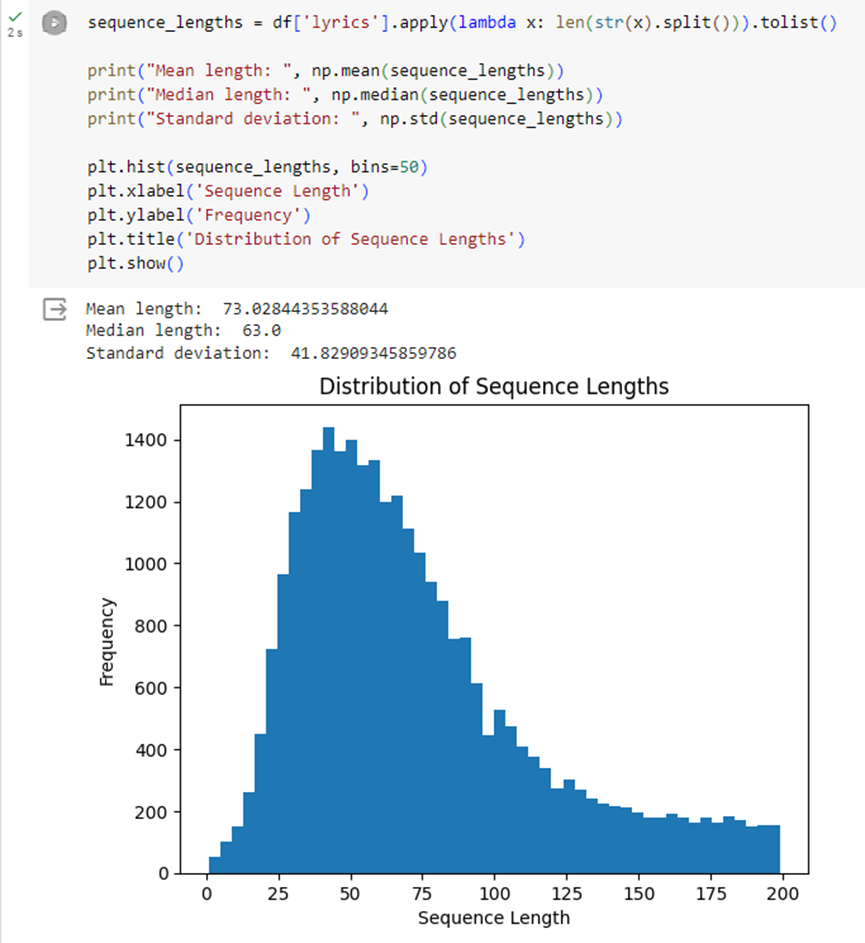 2s
sequence_lengths = df['lyrics'].apply(lambda x: len(str(x).split())).tolist()
print("Mean length: ", np.mean(sequence_lengths))
print("Median length: ", np.median(sequence_lengths))
print("Standard deviation: ", np.std(sequence_lengths))
plt.hist(sequence_lengths, bins=50)
plt.xlabel('Sequence Length')
plt.ylabel('Frequency')
plt.title('Distribution of Sequence Lengths')
plt.show()
Mean length:  73.02844353588044
Median length:  63.0
Standard deviation:  41.82909345859786
Distribution of Sequence Lengths
1400
1200
1000
800
600
400
200
0
Frequency
0 25 50 75 100 125 150 175 200
Sequence Length